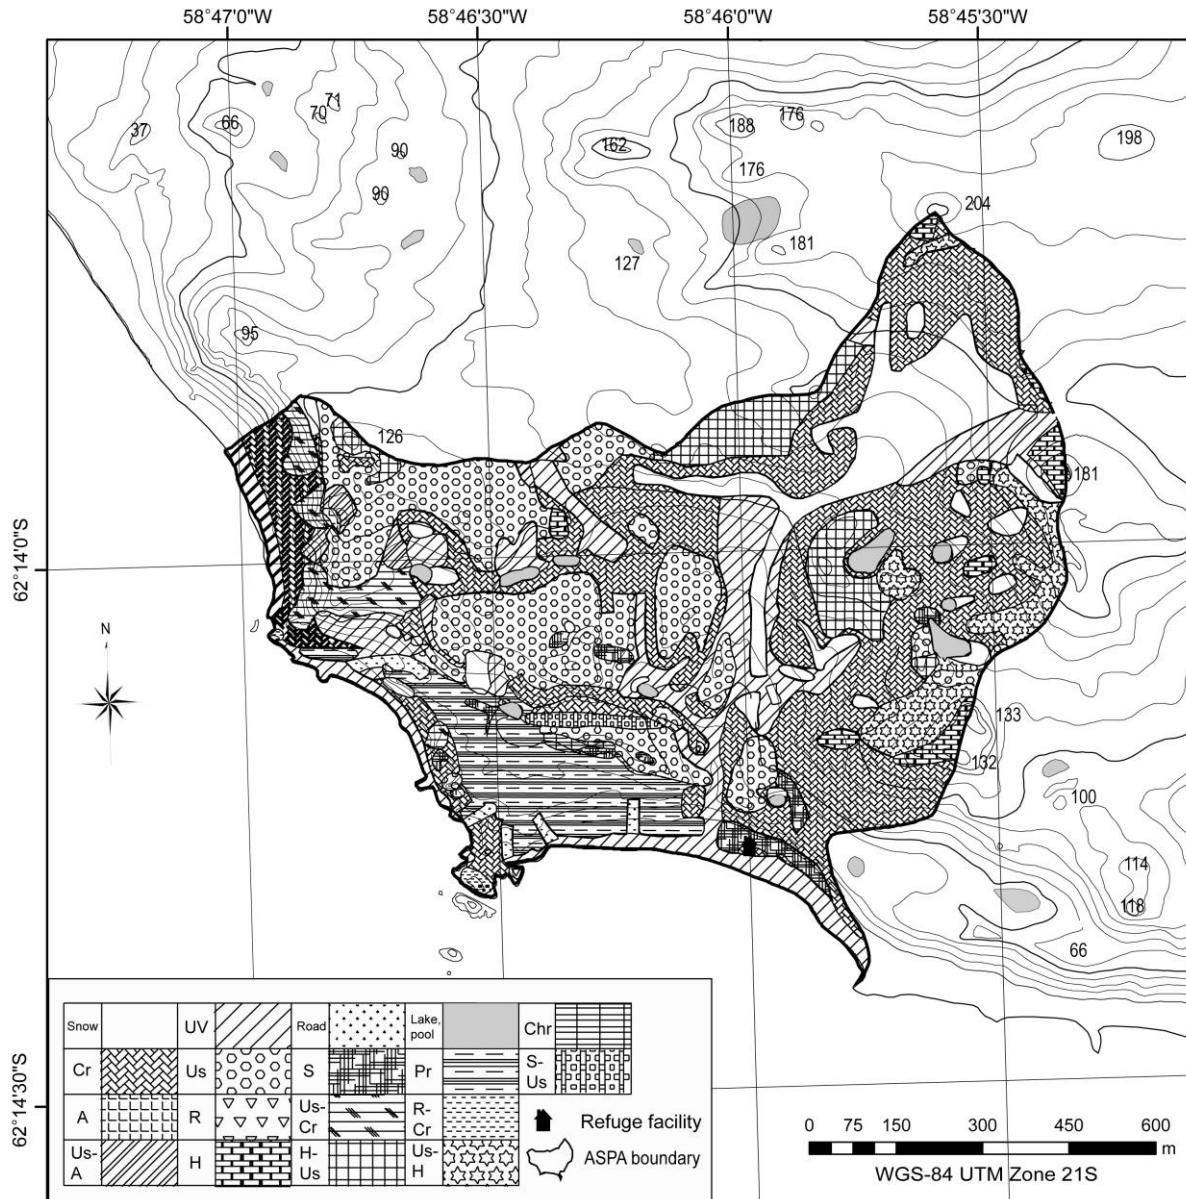 58°47'0"W 58°46'30"W 58°46'0"W 58°45'30"W
71
70
66
37
90
90
95
162
127
188
176
176
181
198
204
126
181
62°14'0"S
N
133
132
100
114
118
66
62°14'30"S
Snow UV Road Lake, pool Chr
Cr Us S Pr S-Us
A R Us-Cr R-Cr
Us-A H H-Us Us-H
Refuge facility
ASPA boundary
0 75 150 300 450 600
m
WGS-84 UTM Zone 21S